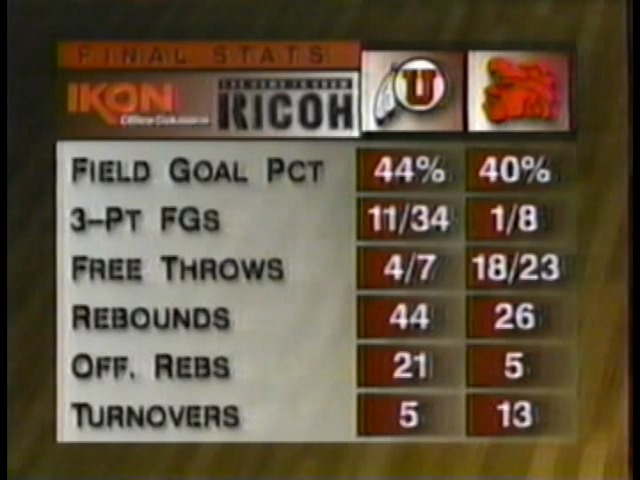 FINAL STATS
IKON
Office Solutions
RICOH
U
FIELD GOAL PCT 44% 40%
3-PT FGS 11/34 1/8
FREE THROWS 4/7 18/23
REBOUNDS 44 26
OFF. REBS 21 5
TURNOVERS 5 13